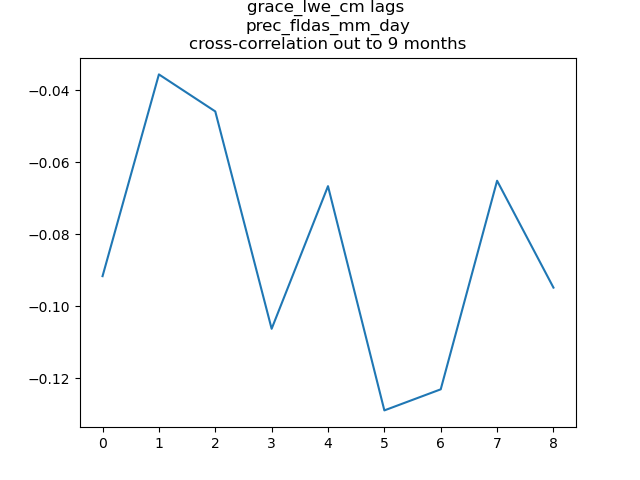 grace_lwe_cm lags
prec_fldas_mm_day
cross-correlation out to 9 months
−0.04
−0.06
−0.08
−0.10
−0.12
0 1 2 3 4 5 6 7 8